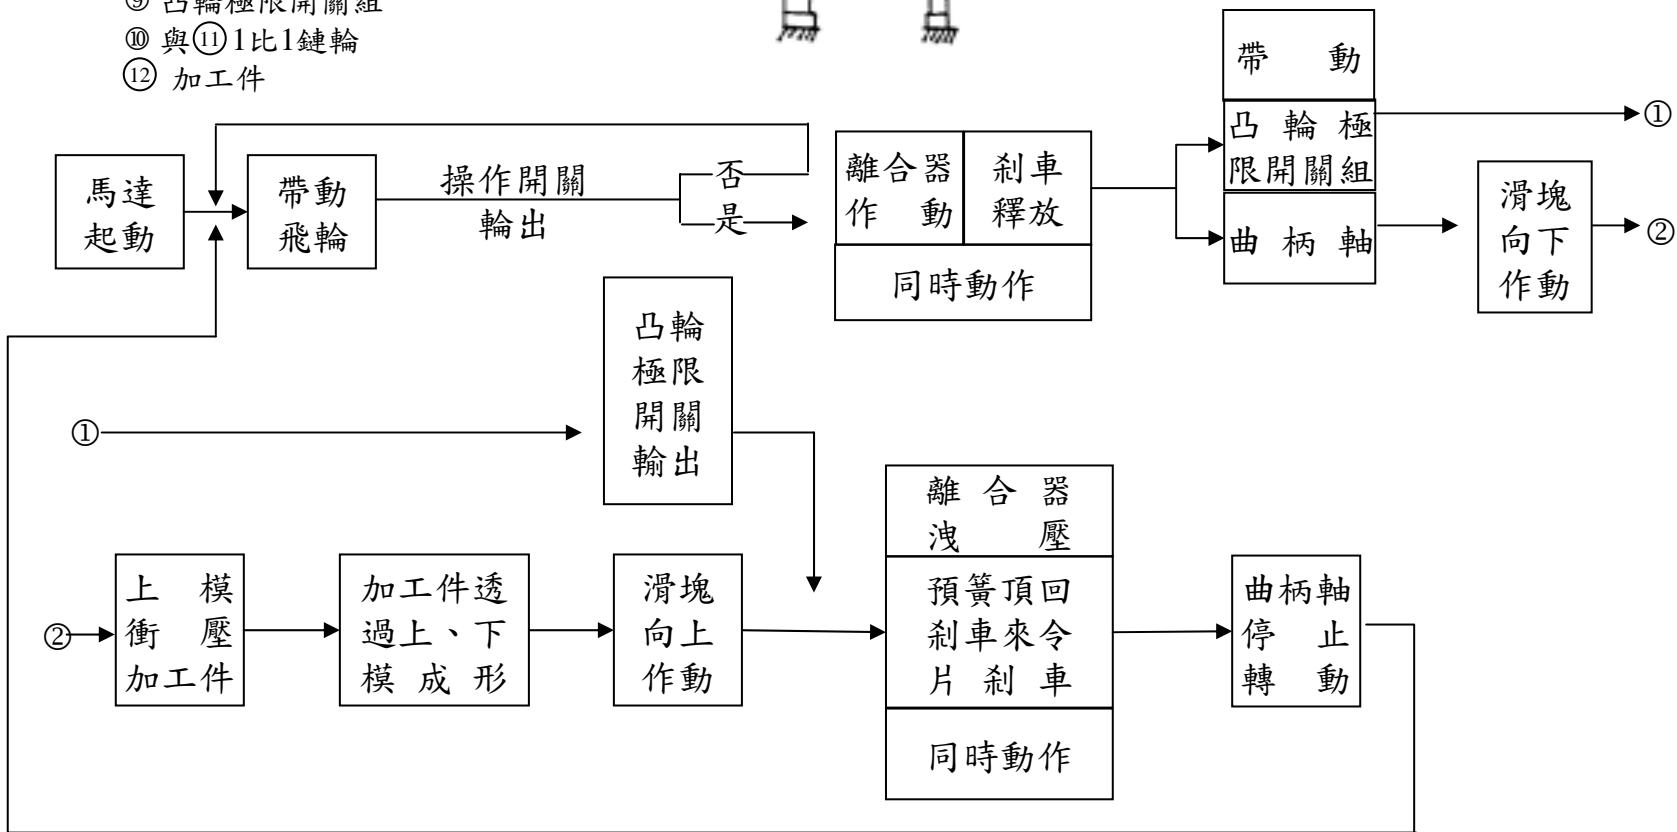 ⑨ 凸輪極限開關組
⑩ 與⑪1比1鏈輪
⑫ 加工件
馬達
起動
帶動
飛輪
操作開關
輪出
否
是
離合器
作 動
剎車
釋放
同時動作
帶 動
凸 輪 極
限開關組
曲 柄 軸
①
滑塊
向下
作動
②
凸輪
極限
開關
輸出
①
②
上 模
衝 壓
加工件
加工件透
過上、下
模 成 形
滑塊
向上
作動
離 合 器
洩 壓
預簧頂回
剎車來令
片 剎 車
同時動作
曲柄軸
停 止
轉 動